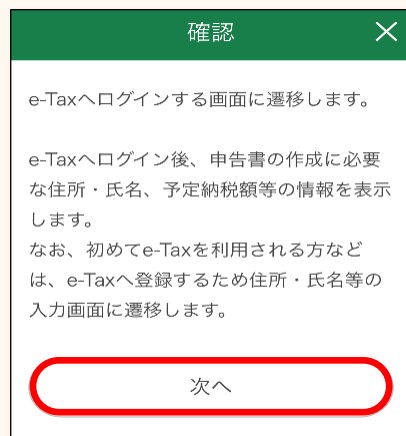 確認
e-Taxへログインする画面に遷移します。
e-Taxへログイン後、申告書の作成に必要
な住所・氏名、予定納税額等の情報を表示
します。
なお、初めてe-Taxを利用される方など
は、e-Taxへ登録するため住所・氏名等の
入力画面に遷移します。
次へ